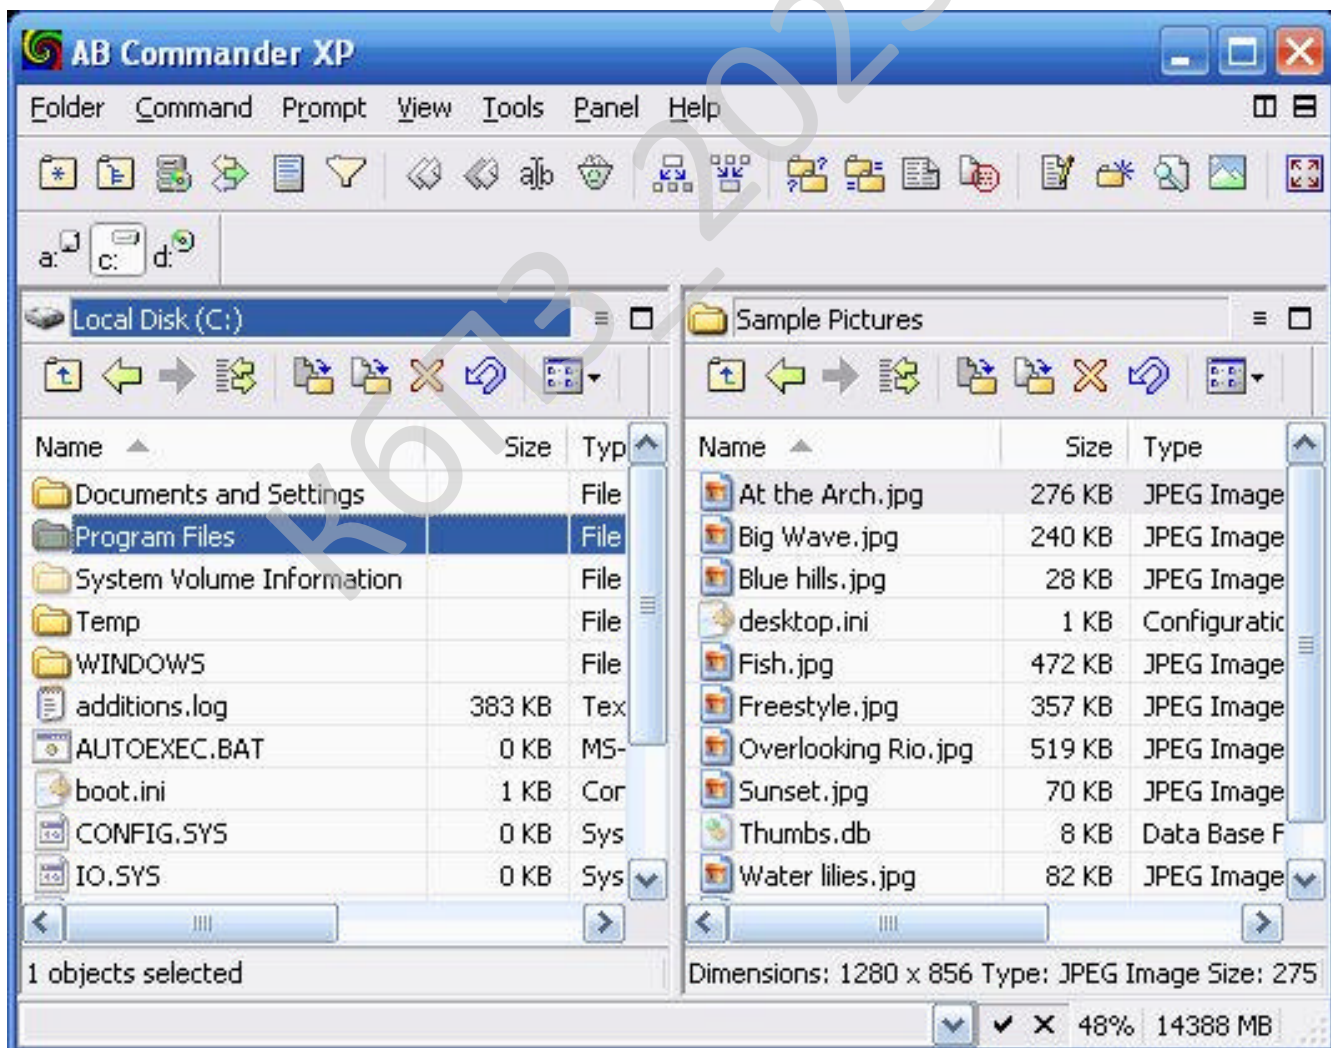 AB Commander XP
Folder Command Prompt View Tools Panel Help
a: c: d:
Local Disk (C:)
Name Size Typ
Documents and Settings File
Program Files File
System Volume Information File
Temp File
WINDOWS File
additions.log 383 KB Tex
AUTOEXEC.BAT 0 KB MS-
boot.ini 1 KB Con
CONFIG.SYS 0 KB Sys
IO.SYS 0 KB Sys
1 objects selected
Sample Pictures
Name Size Type
At the Arch.jpg 276 KB JPEG Image
Big Wave.jpg 240 KB JPEG Image
Blue hills.jpg 28 KB JPEG Image
desktop.ini 1 KB Configuratic
Fish.jpg 472 KB JPEG Image
Freestyle.jpg 357 KB JPEG Image
Overlooking Rio.jpg 519 KB JPEG Image
Sunset.jpg 70 KB JPEG Image
Thumbs.db 8 KB Data Base F
Water lilies.jpg 82 KB JPEG Image
Dimensions: 1280 x 856 Type: JPEG Image Size: 275
48% 14388 MB